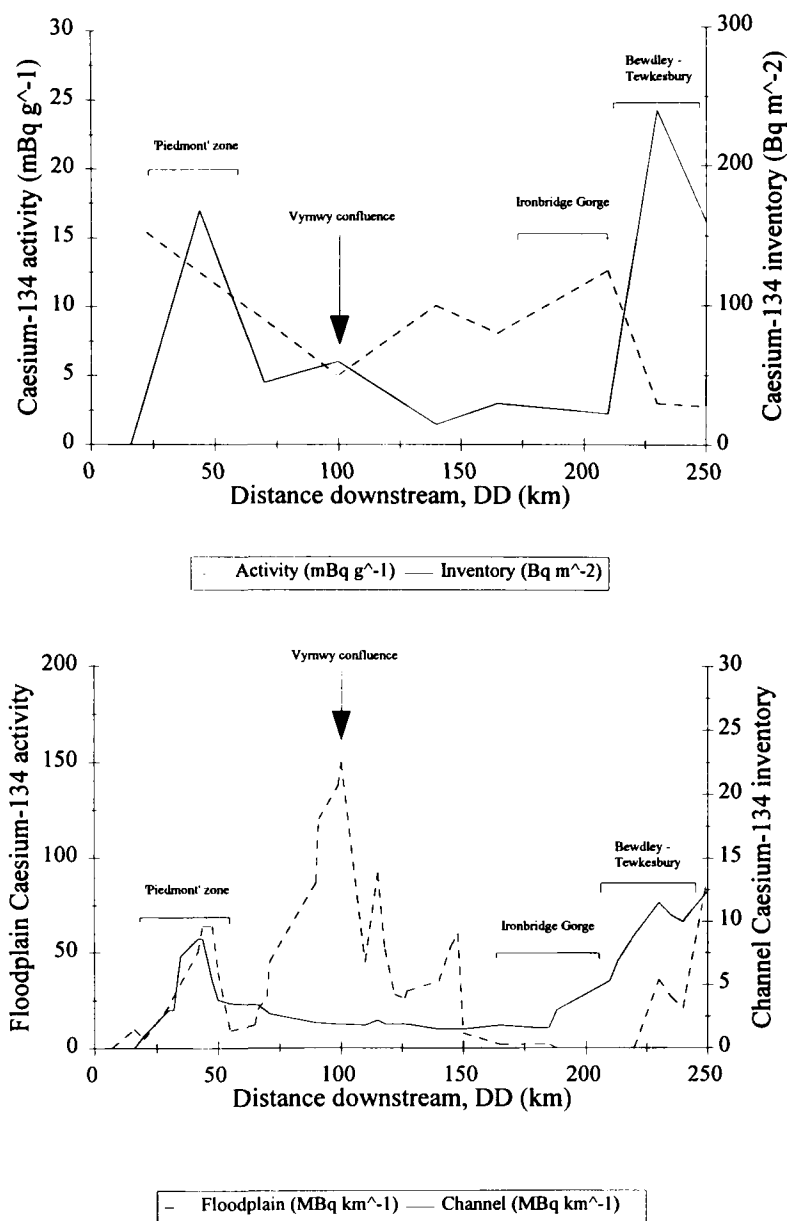 30
25
20
15
10
5
0
Caesium-134 activity (mBq g^-1)
300
200
100
0
Caesium-134 inventory (Bq m^-2)
'Piedmont' zone
Vyrnwy confluence
Ironbridge Gorge
Bewdley -
Tewkesbury
0 50 100 150 200 250
Distance downstream, DD (km)
Activity (mBq g^-1) Inventory (Bq m^-2)
Vyrnwy confluence
200
150
100
50
0
Floodplain Caesium-134 activity
30
25
20
15
10
5
0
Channel Caesium-134 inventory
'Piedmont' zone
Ironbridge Gorge
Bewdley -
Tewkesbury
0 50 100 150 200 250
Distance downstream, DD (km)
Floodplain (MBq km^-1) Channel (MBq km^-1)